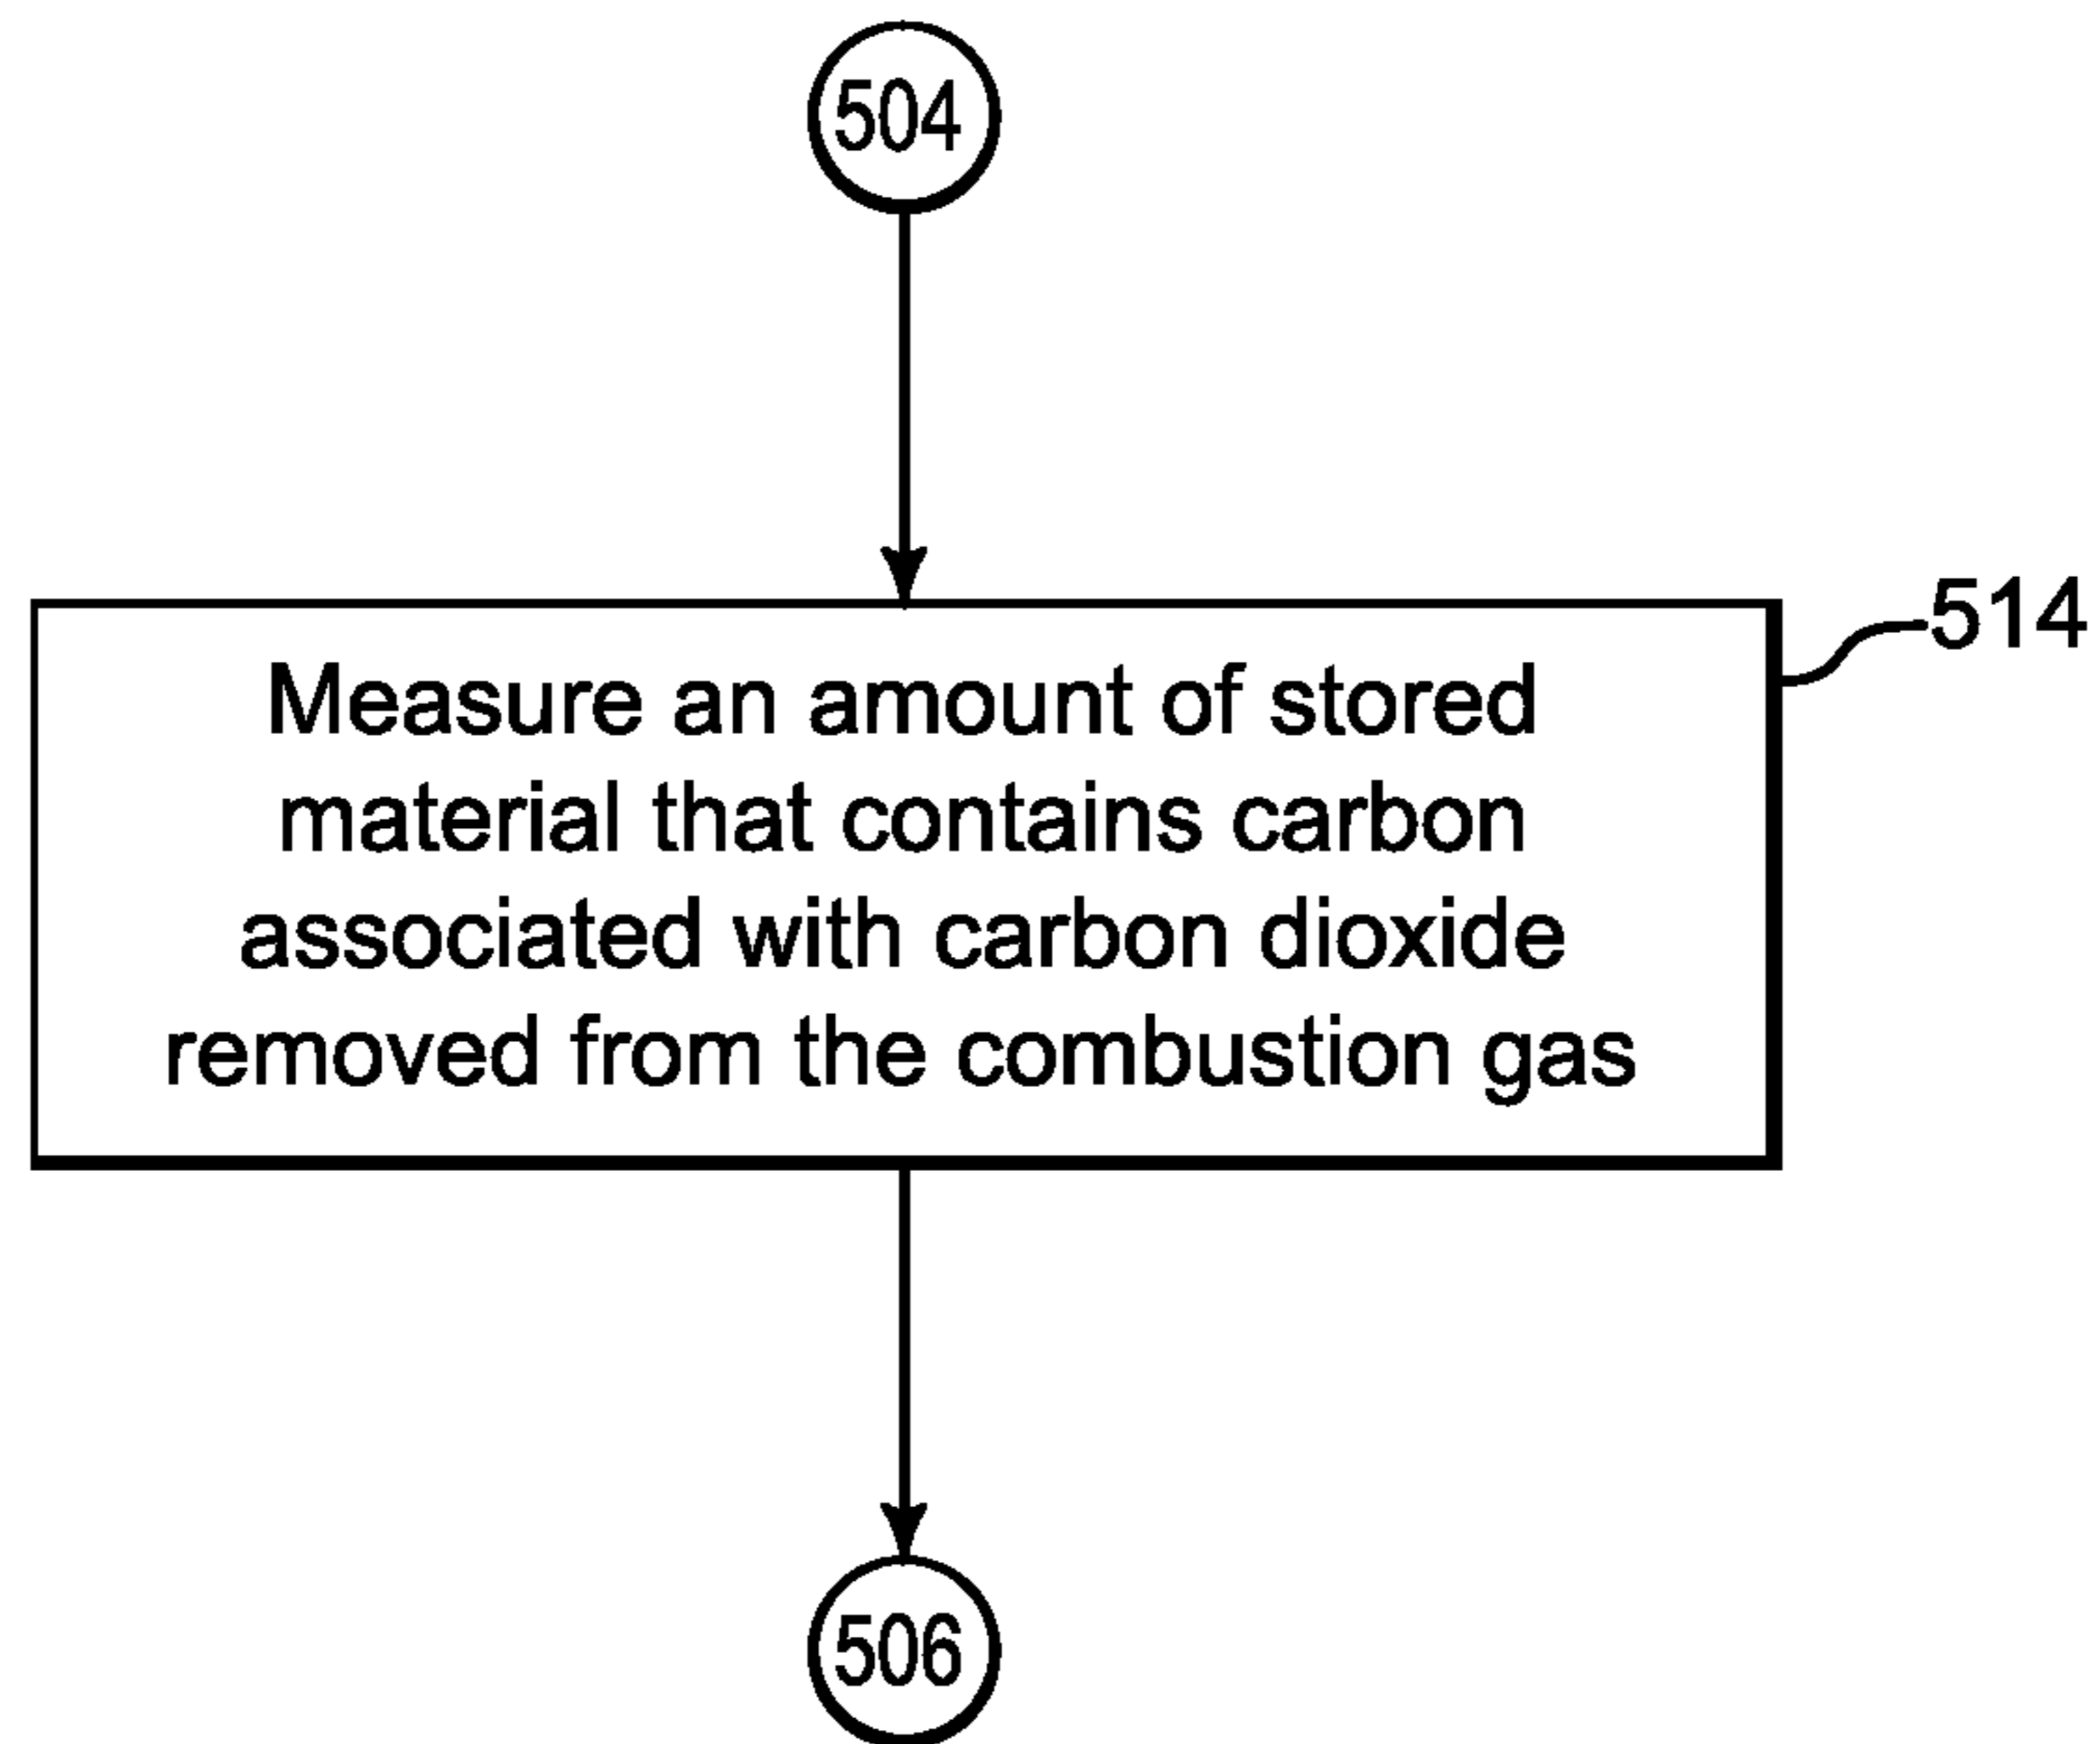 504
514
Measure an amount of stored
material that contains carbon
associated with carbon dioxide
removed from the combustion gas
506